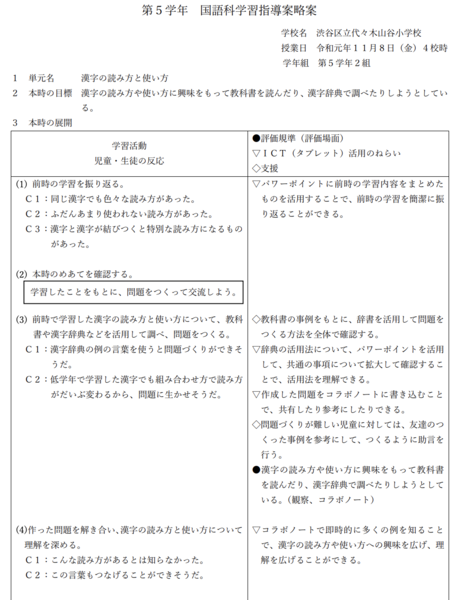 第５学年　国語科学習指導案略案
学校名　渋谷区立代々木山谷小学校
授業日　令和元年１１月８日（金）４校時
学年組　第５学年２組
１　単元名　漢字の読み方と使い方
２　本時の目標　漢字の読み方や使い方に興味をもって教科書を読んだり、漢字辞典で調べたりしようとしてい
る。
３　本時の展開
学習活動
児童・生徒の反応
●評価規準（評価場面）
▽ＩＣＴ（タブレット）活用のねらい
◇支援
(1) 前時の学習を振り返る。
Ｃ１：同じ漢字でも色々な読み方があった。
Ｃ２：ふだんあまり使われない読み方があった。
Ｃ３：漢字と漢字が結びつくと特別な読み方になるもの
があった。
▽パワーポイントに前時の学習内容をまとめた
ものを活用することで、前時の学習を簡潔に振
り返ることができる。
(2) 本時のめあてを確認する。
学習したことをもとに、問題をつくって交流しよう。
(3) 前時で学習した漢字の読み方と使い方について、教科
書や漢字辞典などを活用して調べ、問題をつくる。
Ｃ１：漢字辞典の例の言葉を使うと問題づくりができそ
うだ。
Ｃ２：低学年で学習した漢字でも組み合わせ方で読み方
がだいぶ変わるから、問題に生かせそうだ。
◇教科書の事例をもとに、辞書を活用して問題を
つくる方法を全体で確認する。
▽辞典の活用法について、パワーポイントを活用
して、共通の事項について拡大して確認するこ
とで、活用法を理解できる。
▽作成した問題をコラボノートに書き込むこと
で、共有したり参考にしたりできる。
◇問題づくりが難しい児童に対しては、友達のつ
くった事例を参考にして、つくるように助言を
行う。
●漢字の読み方や使い方に興味をもって教科書
を読んだり、漢字辞典で調べたりしようとして
いる。（観察、コラボノート）
(4)作った問題を解き合い、漢字の読み方と使い方について
理解を深める。
Ｃ１：こんな読み方があるとは知らなかった。
Ｃ２：この言葉もつなげることができそうだ。
▽コラボノートで即時的に多くの例を知ること
で、漢字の読み方や使い方への興味を広げ、理
解を広げることができる。